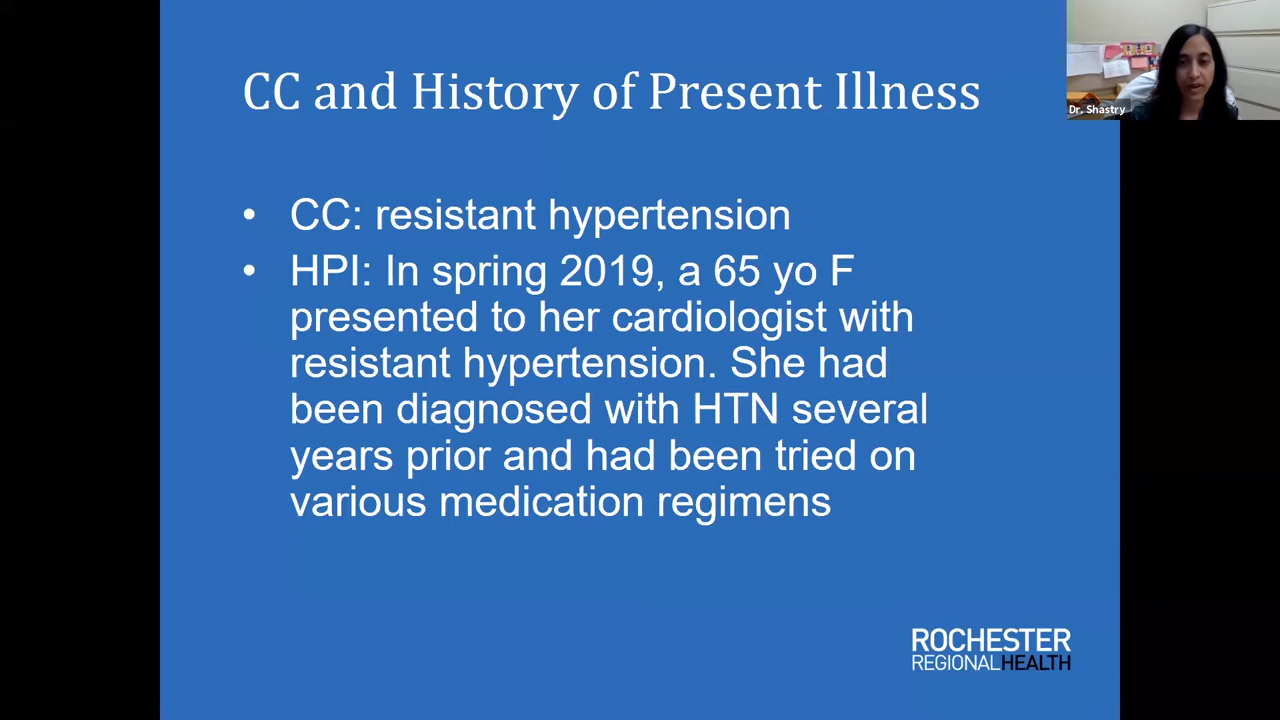 CC and History of Present Illness
Dr. Shastry
• CC: resistant hypertension
• HPI: In spring 2019, a 65 yo F
presented to her cardiologist with
resistant hypertension. She had
been diagnosed with HTN several
years prior and had been tried on
various medication regimens
ROCHESTER
REGIONALHEALTH